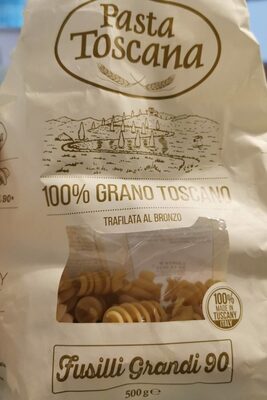 Pasta
Toscana
100% GRANO TOSCANO
TRAFILATA AL BRONZO
100%
MADE IN
TUSCANY
ITALY
Fusilli Grandi 90
500g e